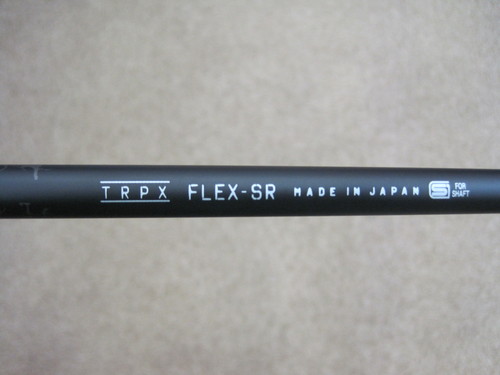 TRPX FLEX-SR MADE IN JAPAN S FOR
SHAFT